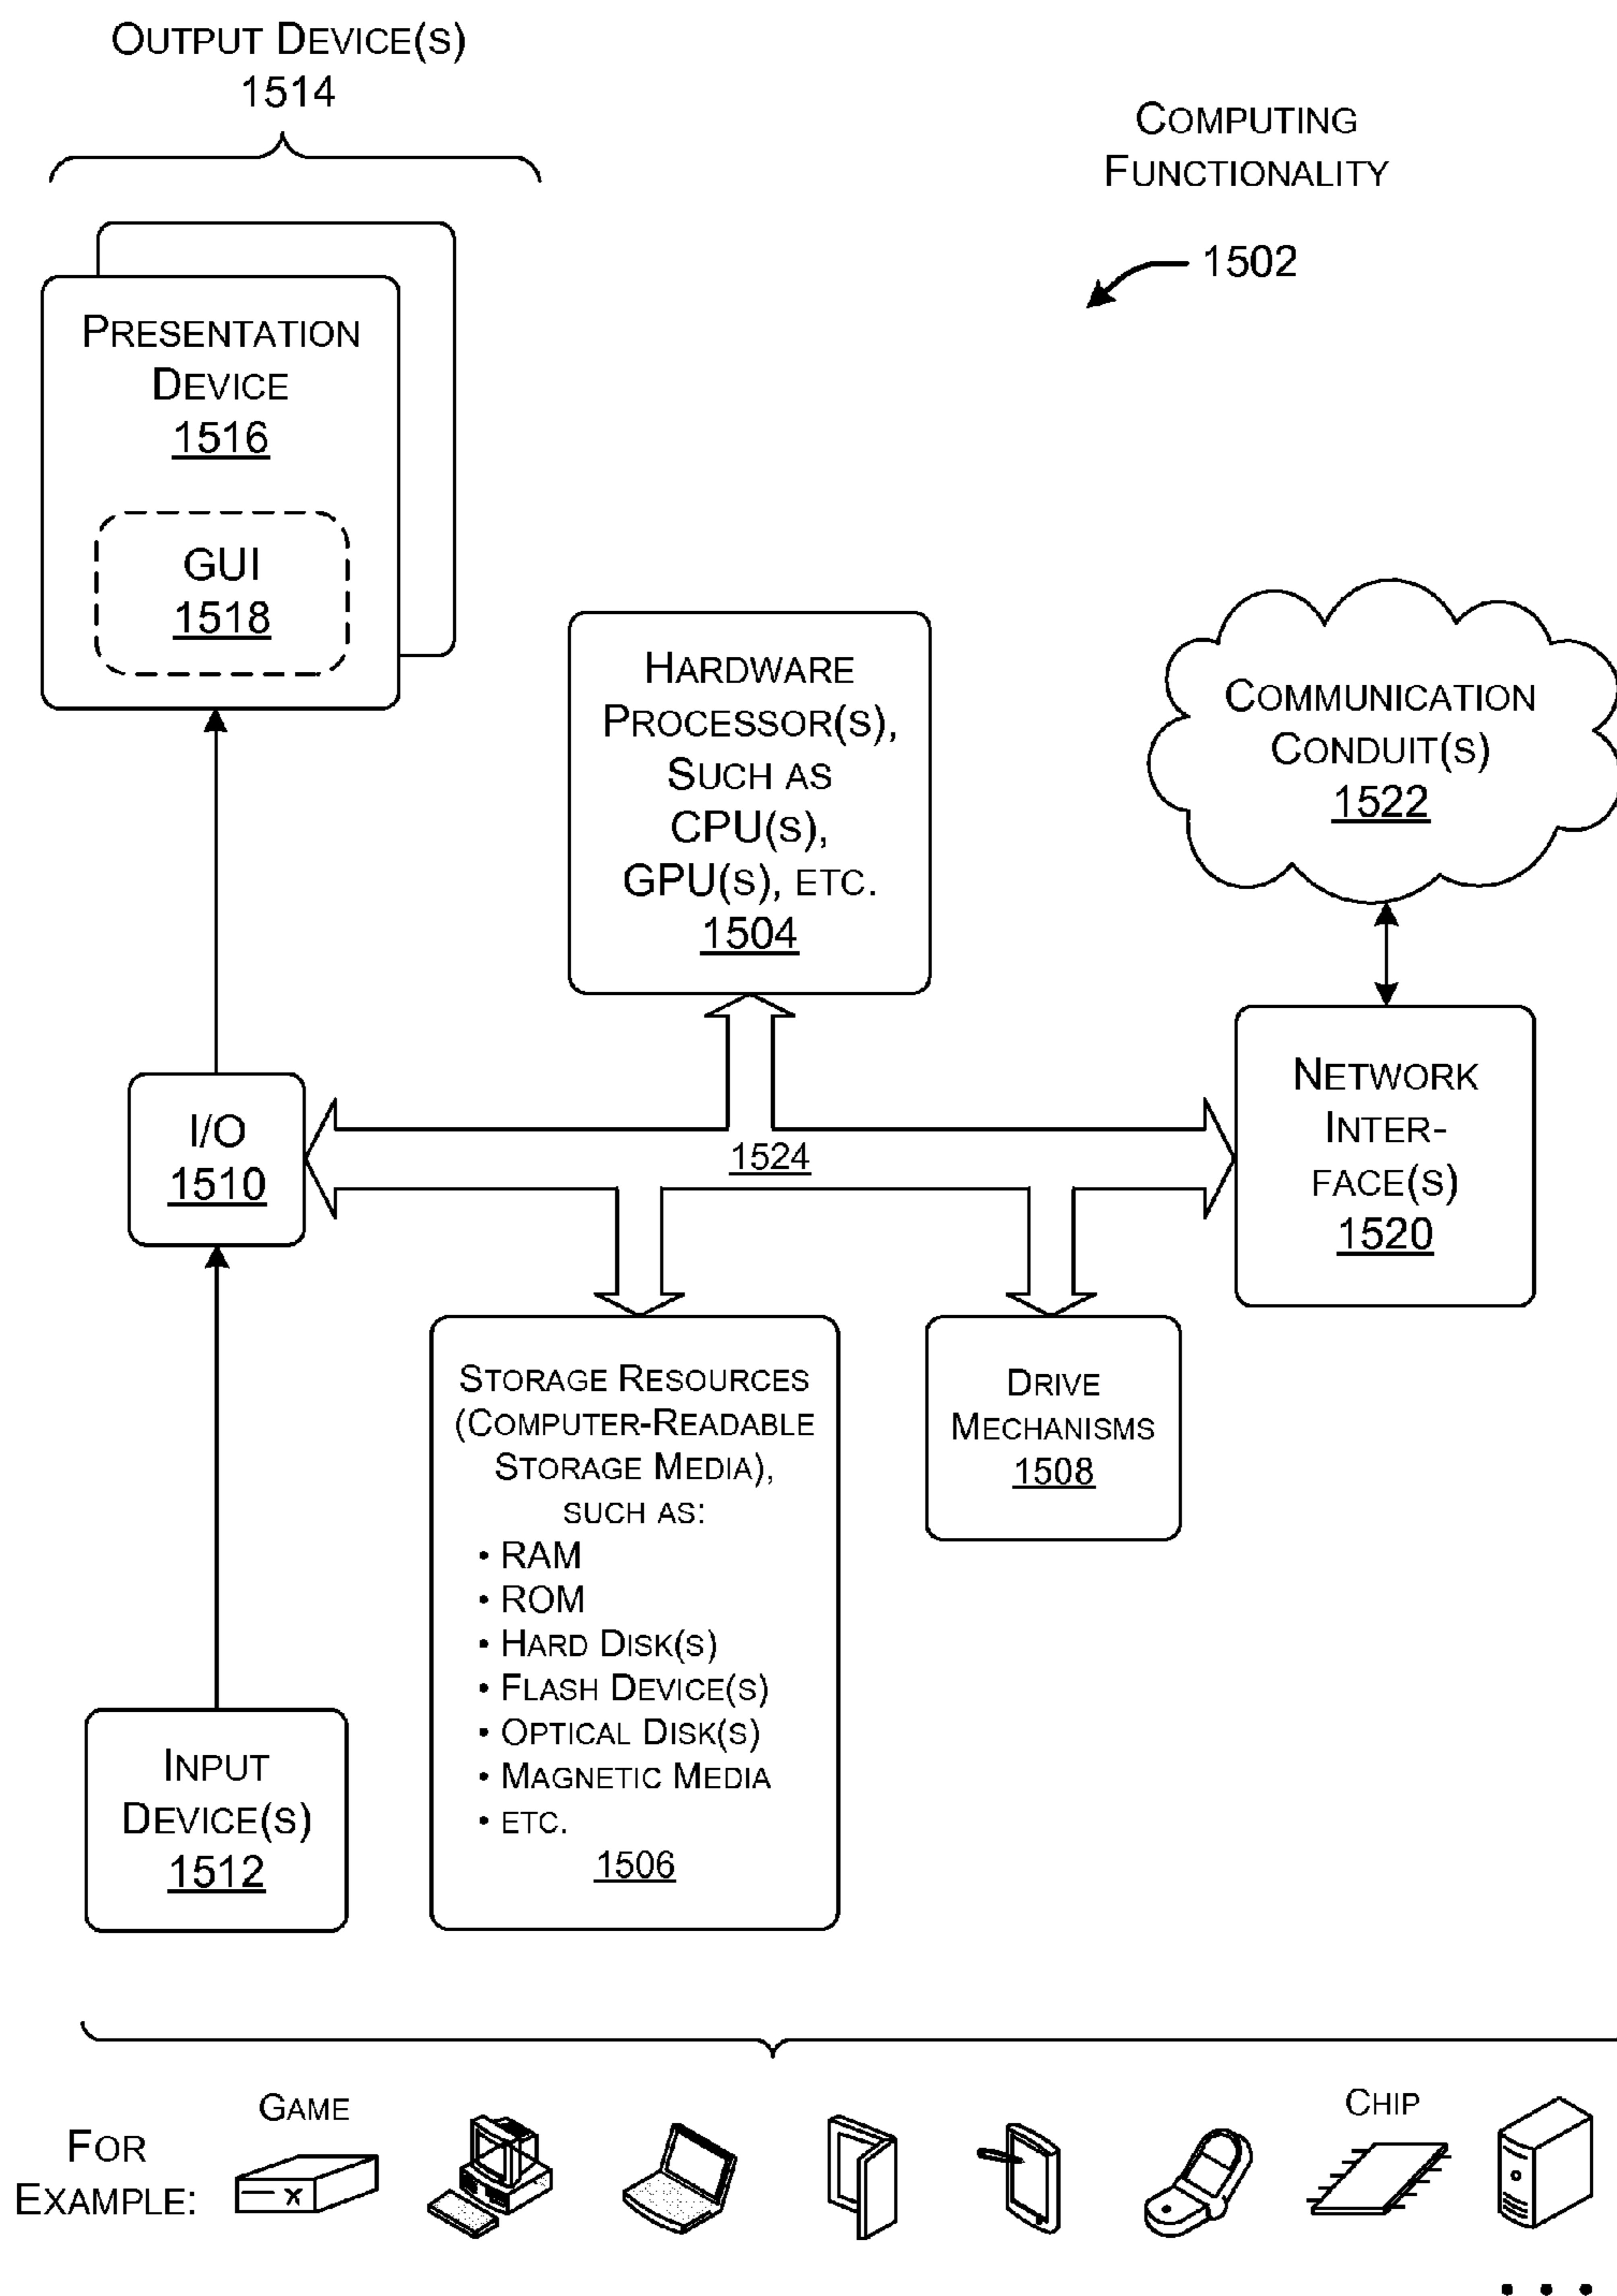 OUTPUT DEVICE(S)
1514
COMPUTING
FUNCTIONALITY
1502
PRESENTATION
DEVICE
1516
GUI
1518
HARDWARE
PROCESSOR(S),
SUCH AS
CPU(S),
GPU(S), ETC.
1504
COMMUNICATION
CONDUIT(S)
1522
I/O
1510
1524
NETWORK
INTER-
FACE(S)
1520
STORAGE RESOURCES
(COMPUTER-READABLE
STORAGE MEDIA),
SUCH AS:
• RAM
• ROM
• HARD DISK(S)
• FLASH DEVICE(S)
• OPTICAL DISK(S)
• MAGNETIC MEDIA
• ETC.
1506
DRIVE
MECHANISMS
1508
INPUT
DEVICE(S)
1512
FOR
EXAMPLE:
GAME
X
CHIP
. . .